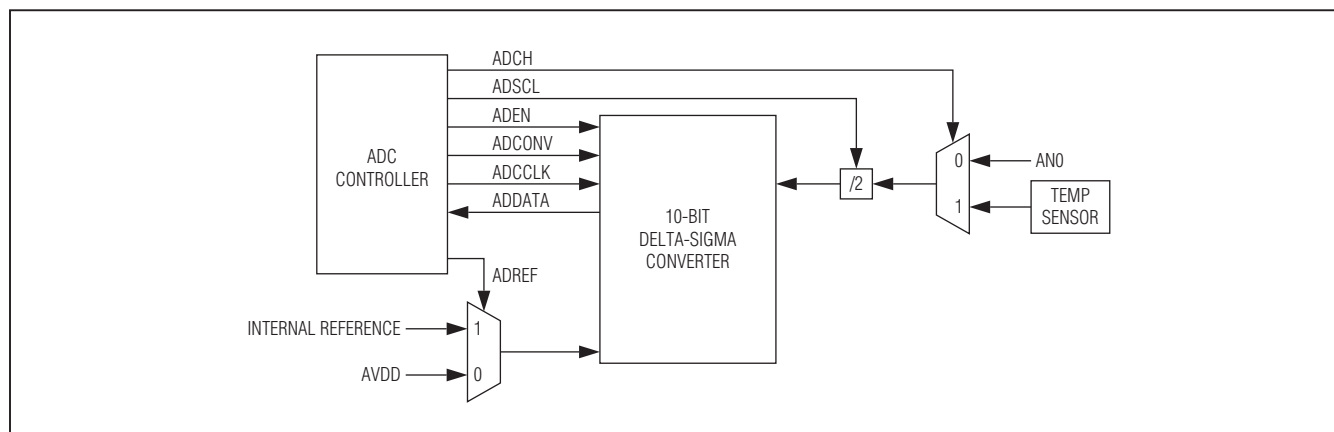 ADCH
ADSCL
ADEN
ADCONV
ADCCLK
ADDATA
ADC
CONTROLLER
ADREF
10-BIT
DELTA-SIGMA
CONVERTER
/2
0
1
AN0
TEMP
SENSOR
INTERNAL REFERENCE
1
AVDD
0